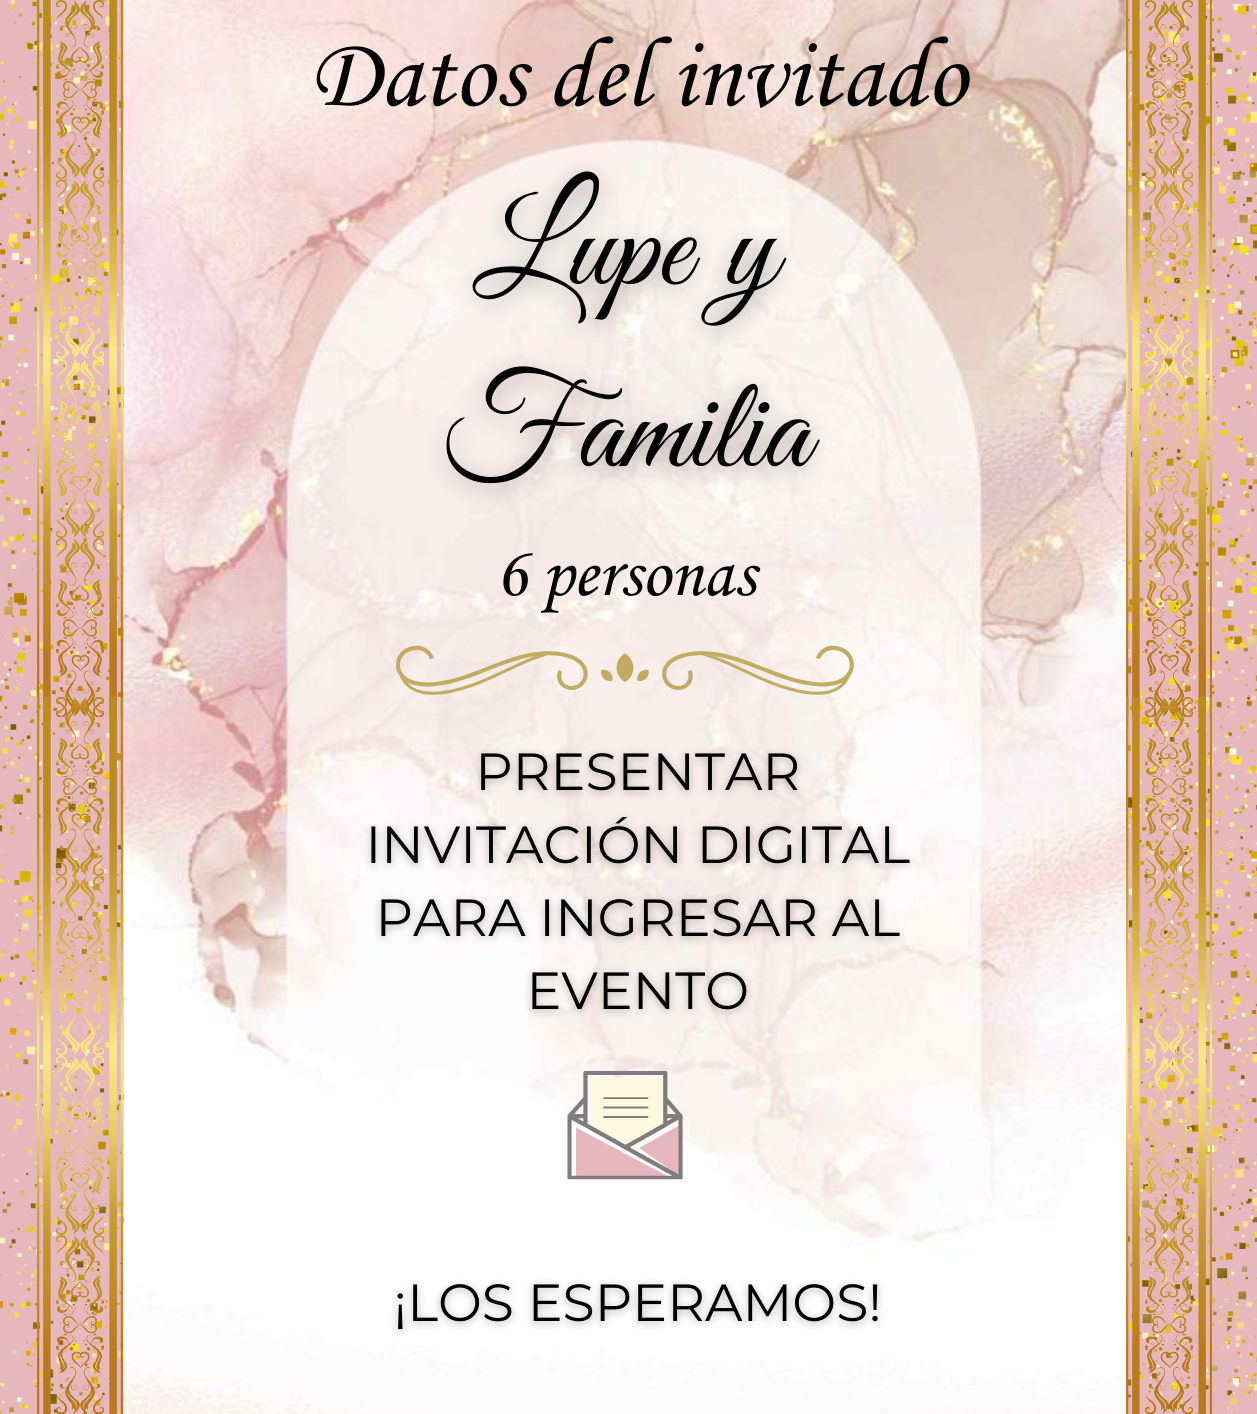 Datos del invitado
Lupe y
Familia
6 personas
PRESENTAR
INVITACIÓN DIGITAL
PARA INGRESAR AL
EVENTO
¡LOS ESPERAMOS!